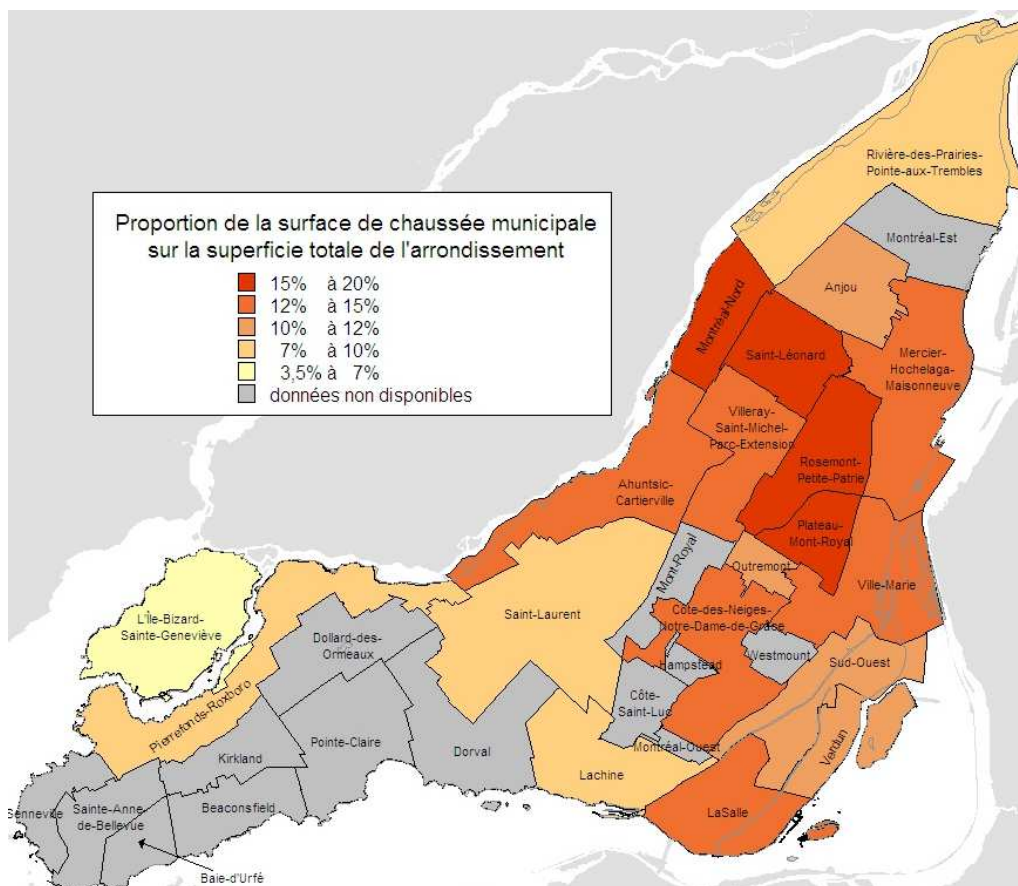 Proportion de la surface de chaussée municipale
sur la superficie totale de l'arrondissement
15% à 20%
12% à 15%
10% à 12%
7% à 10%
3,5% à 7%
données non disponibles
Rivière-des-Prairies-
Pointe-aux-Trembles
Montréal-Est
Anjou
Montréal-Nord
Saint-Léonard
Mercier-
Hochelaga-
Maisonneuve
Villeray-
Saint-Michel-
Parc-Extension
Rosemont-
Petite-Patrie
Ahuntsic-
Cartierville
Plateau-
Mont-Royal
Mont-Royal
Outremont
Ville-Marie
Saint-Laurent
Côte-des-Neiges-
Notre-Dame-de-Grâce
L'Île-Bizard-
Sainte-Geneviève
Dollard-des-
Ormeaux
Hampstead
Westmount
Sud-Ouest
Côte-
Saint-Luc
Pierrefonds-Roxboro
Pointe-Claire
Dorval
Montréal-Ouest
Verdun
Kirkland
Lachine
LaSalle
Senneville
Sainte-Anne-
de-Bellevue
Beaconsfield
Baie-d'Urfé